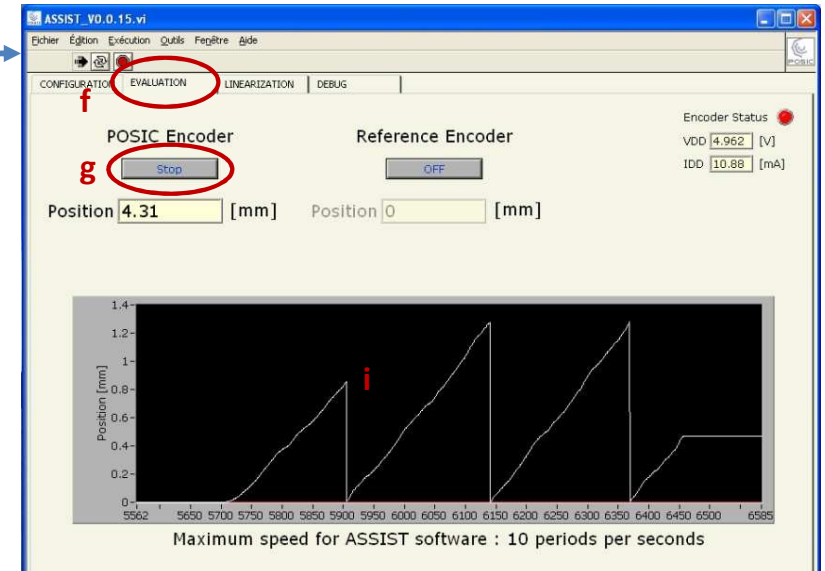 ASSIST_V0.0.15.vi
Fichier Édition Exécution Outils Fenêtre Aide
POSIC
CONFIGURATION EVALUATION LINEARIZATION DEBUG
f
Encoder Status
POSIC Encoder Reference Encoder
VDD 4.962 [V]
g Stop OFF
IDD 10.88 [mA]
Position 4.31 [mm] Position 0 [mm]
1.4
1.2
1
0.8
0.6
0.4
0.2
0
Position [mm]
i
5562 5650 5700 5750 5800 5850 5900 5950 6000 6050 6100 6150 6200 6250 6300 6350 6400 6450 6500 6585
Maximum speed for ASSIST software : 10 periods per seconds